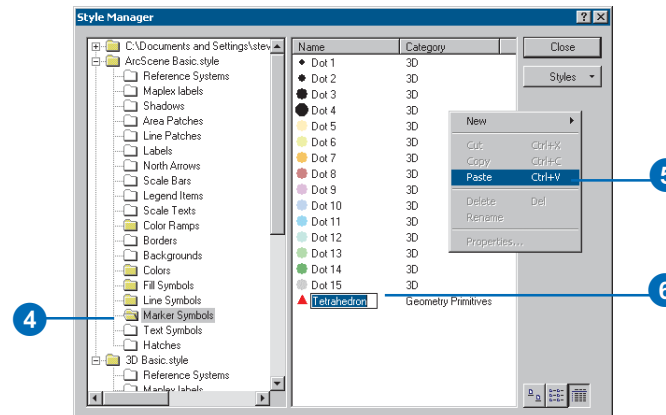 Style Manager
C:\Documents and Settings\stev
ArcScene Basic.style
Reference Systems
Maplex labels
Shadows
Area Patches
Line Patches
Labels
North Arrows
Scale Bars
Legend Items
Scale Texts
Color Ramps
Borders
Backgrounds
Colors
Fill Symbols
Line Symbols
Marker Symbols
Text Symbols
Hatches
3D Basic.style
Reference Systems
Maplex labels
Name Category
Dot 1 3D
Dot 2 3D
Dot 3 3D
Dot 4 3D
Dot 5 3D
Dot 6 3D
Dot 7 3D
Dot 8 3D
Dot 9 3D
Dot 10 3D
Dot 11 3D
Dot 12 3D
Dot 13 3D
Dot 14 3D
Dot 15 3D
Tetrahedron Geometry Primitives
New
Cut Ctrl+X
Copy Ctrl+C
Paste Ctrl+V
Delete Del
Rename
Properties...
Close
Styles
4
5
6